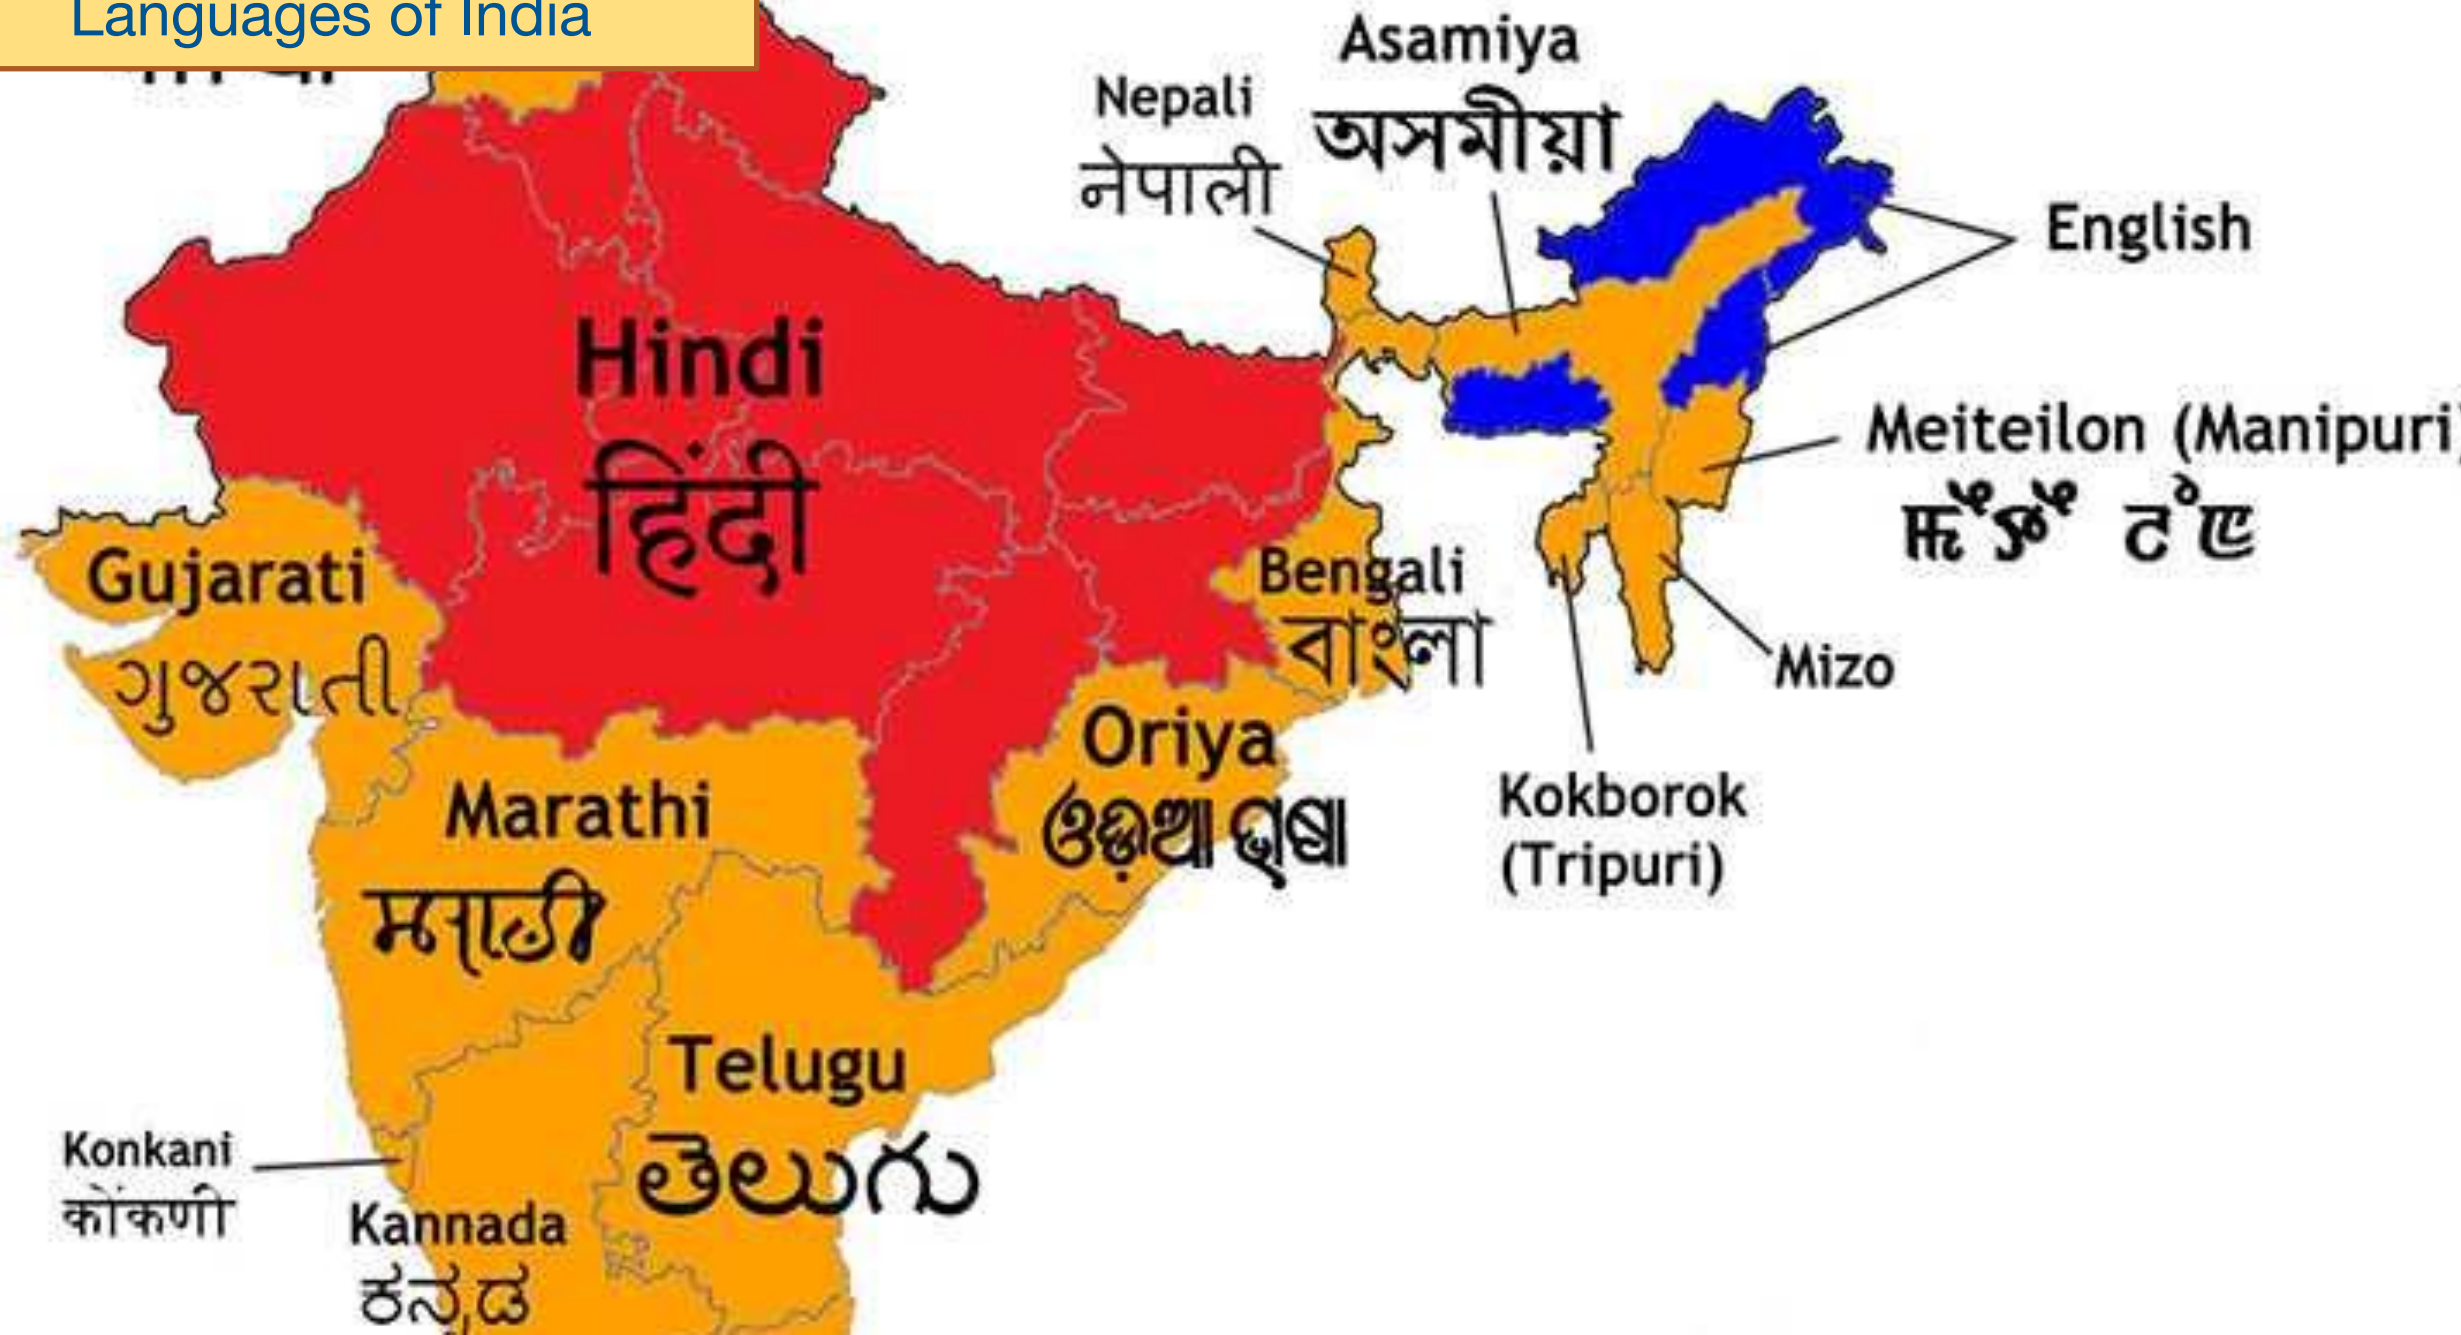 Languages of India
Asamiya
অসমীয়া
Nepali
नेपाली
English
Hindi
हिंदी
Meiteilon (Manipuri)
Gujarati
ગુજરાતી
Bengali
বাংলা
Mizo
Oriya
ଓଡ଼ିଆ ଭାଷା
Marathi
मराठी
Kokborok
(Tripuri)
Telugu
తెలుగు
Konkani
कोंकणी
Kannada
ಕನ್ನಡ